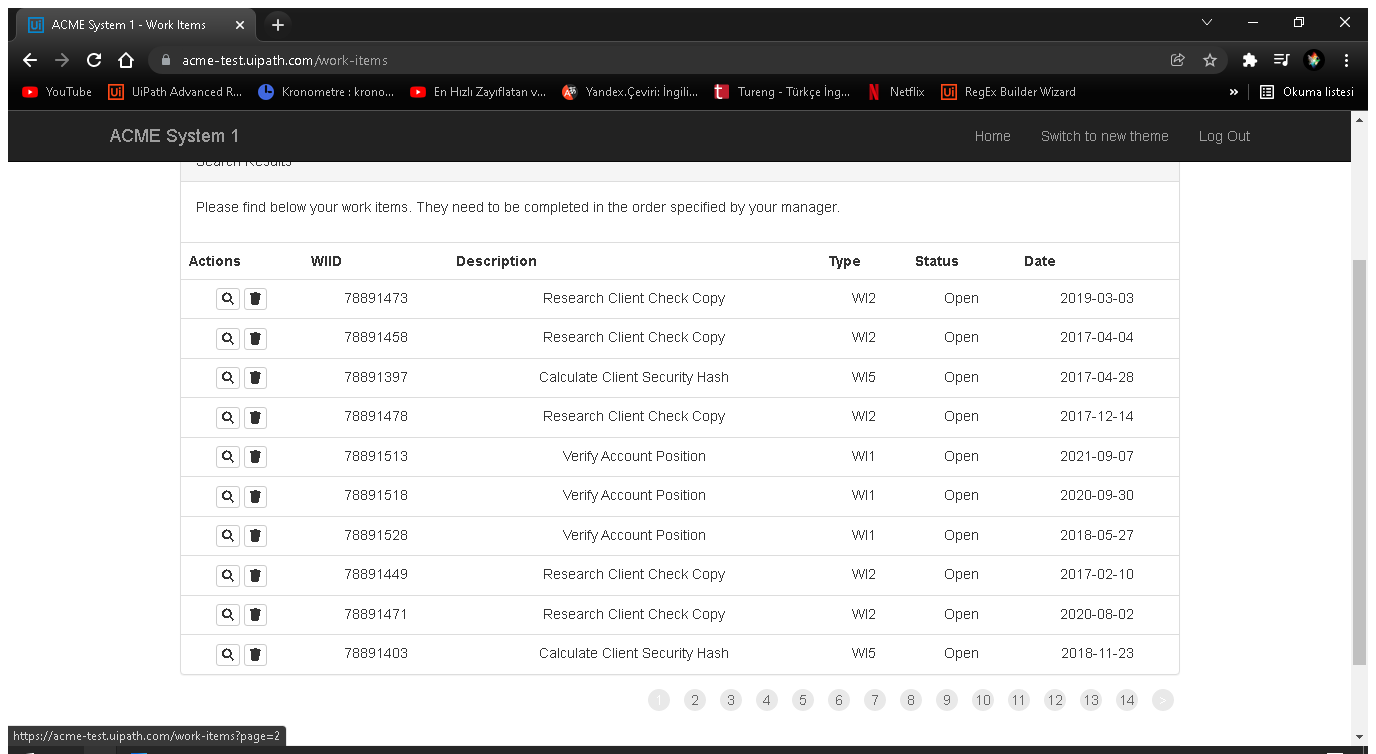 ACME System 1 - Work Items
acme-test.uipath.com/work-items
YouTube UiPath Advanced R... Kronometre : krono... En Hızlı Zayıflatan v... Yandex.Çeviri: İngili... Tureng - Türkçe İng... Netflix RegEx Builder Wizard » Okuma listesi
ACME System 1 Home Switch to new theme Log Out
Search Results
Please find below your work items. They need to be completed in the order specified by your manager.
Actions WIID Description Type Status Date
78891473 Research Client Check Copy WI2 Open 2019-03-03
78891458 Research Client Check Copy WI2 Open 2017-04-04
78891397 Calculate Client Security Hash WI5 Open 2017-04-28
78891478 Research Client Check Copy WI2 Open 2017-12-14
78891513 Verify Account Position WI1 Open 2021-09-07
78891518 Verify Account Position WI1 Open 2020-09-30
78891528 Verify Account Position WI1 Open 2018-05-27
78891449 Research Client Check Copy WI2 Open 2017-02-10
78891471 Research Client Check Copy WI2 Open 2020-08-02
78891403 Calculate Client Security Hash WI5 Open 2018-11-23
1 2 3 4 5 6 7 8 9 10 11 12 13 14 >
https://acme-test.uipath.com/work-items?page=2